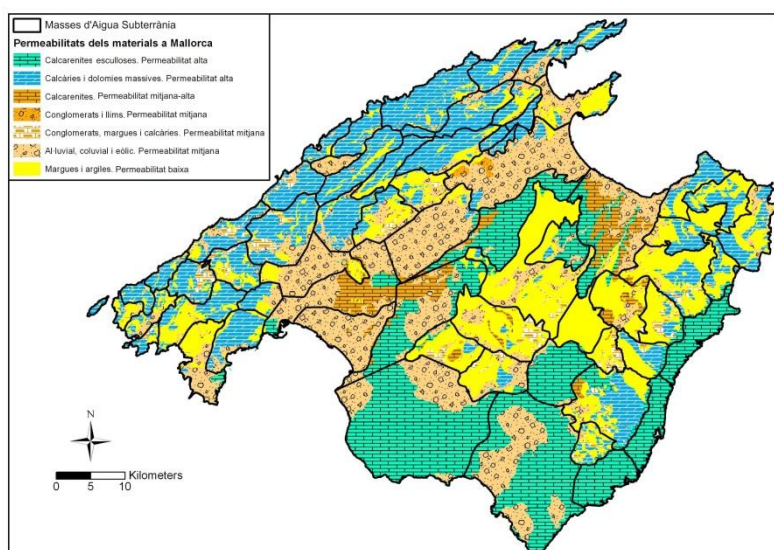 Masses d'Aigua Subterrània
Permeabilitats dels materials a Mallorca
Calcarenites esculloses. Permeabilitat alta
Calcàries i dolomies massives. Permeabilitat alta
Calcarenites. Permeabilitat mitjana-alta
Conglomerats i llims. Permeabilitat mitjana
Conglomerats, margues i calcàries. Permeabilitat mitjana
Al·luvial, coluvial i eòlic. Permeabilitat mitjana
Margues i argiles. Permeabilitat baixa
N
Kilometers
0 5 10